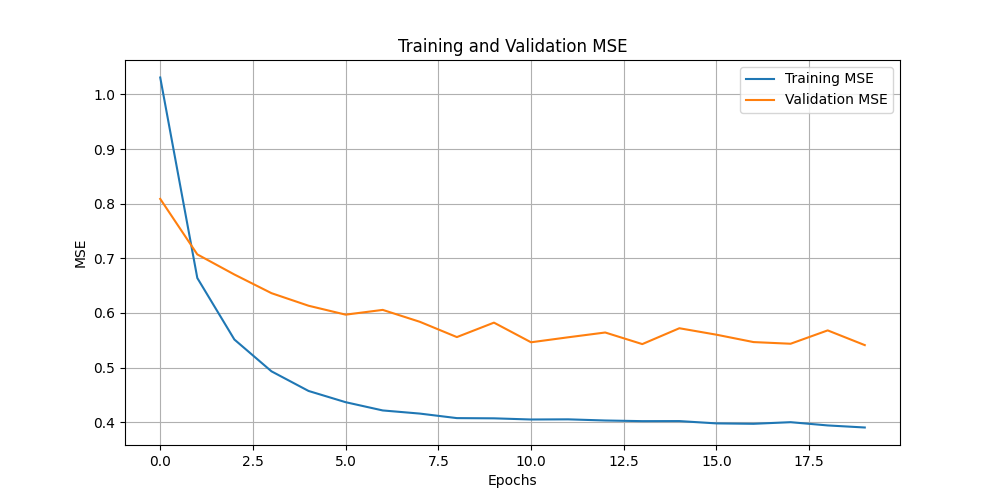 Training and Validation MSE
Training MSE
Validation MSE
1.0
0.9
0.8
0.7
0.6
0.5
0.4
MSE
0.0 2.5 5.0 7.5 10.0 12.5 15.0 17.5
Epochs